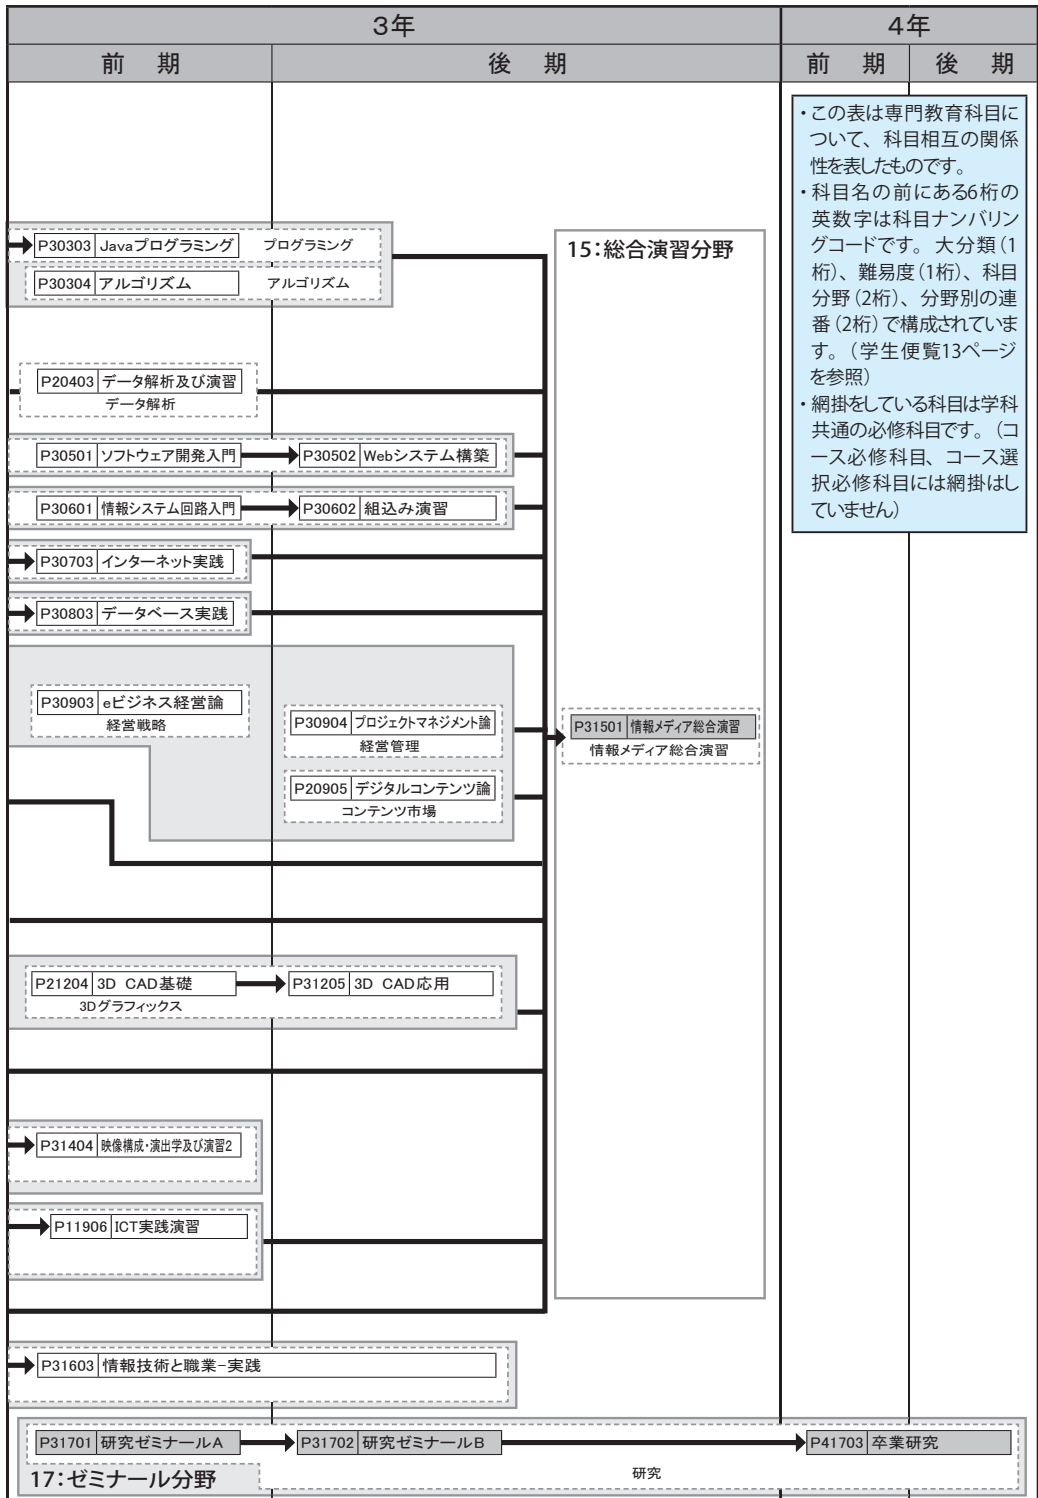 3年
4年
前 期
後 期
前 期
後 期
・この表は専門教育科目に
ついて、科目相互の関係
性を表したものです。
・科目名の前にある6桁の
英数字は科目ナンバリン
グコードです。大分類(1
桁)、難易度(1桁)、科目
分野(2桁)、分野別の連
番(2桁)で構成されていま
す。(学生便覧13ページ
を参照)
・網掛をしている科目は学科
共通の必修科目です。(コ
ース必修科目、コース選
択必修科目には網掛はし
ていません)
P30303 Javaプログラミング プログラミング
P30304 アルゴリズム アルゴリズム
15:総合演習分野
P20403 データ解析及び演習
データ解析
P30501 ソフトウェア開発入門 P30502 Webシステム構築
P30601 情報システム回路入門 P30602 組込み演習
P30703 インターネット実践
P30803 データベース実践
P30903 eビジネス経営論
経営戦略
P30904 プロジェクトマネジメント論
経営管理
P31501 情報メディア総合演習
情報メディア総合演習
P20905 デジタルコンテンツ論
コンテンツ市場
P21204 3D CAD基礎 P31205 3D CAD応用
3Dグラフィックス
P31404 映像構成・演出学及び演習2
P11906 ICT実践演習
P31603 情報技術と職業-実践
P31701 研究ゼミナールA P31702 研究ゼミナールB P41703 卒業研究
研究
17:ゼミナール分野